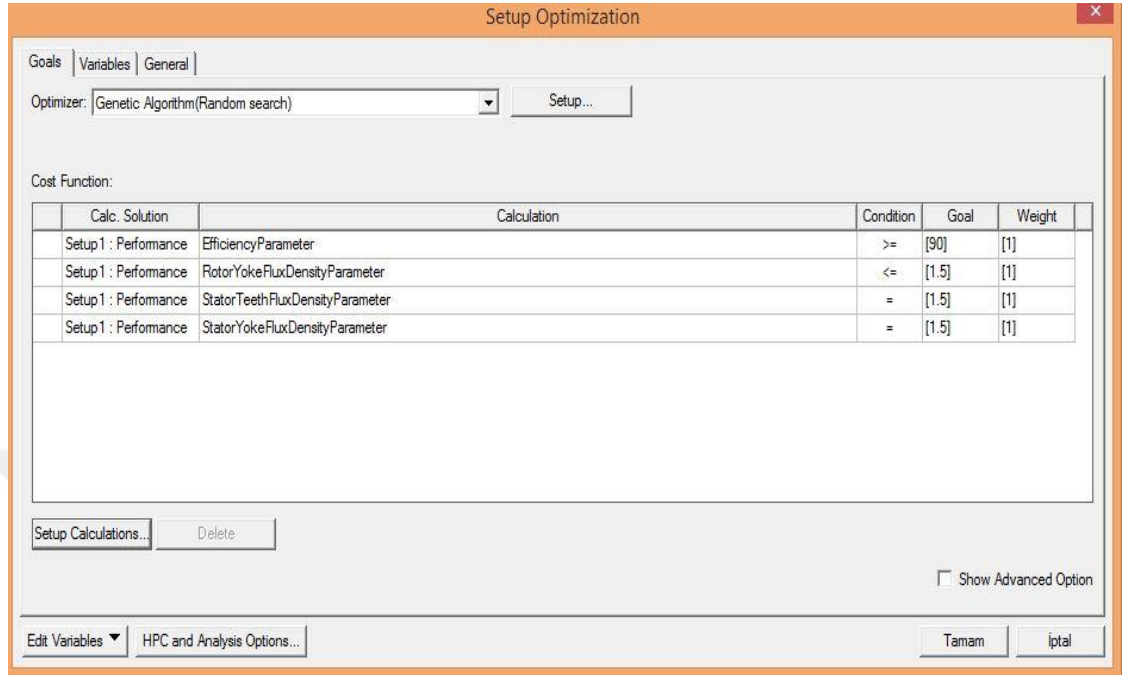 Setup Optimization
Goals Variables General
Optimizer: Genetic Algorithm(Random search) Setup...
Cost Function:
Calc. Solution Calculation Condition Goal Weight
Setup1 : Performance EfficiencyParameter >= [90] [1]
Setup1 : Performance RotorYokeFluxDensityParameter <= [1.5] [1]
Setup1 : Performance StatorTeethFluxDensityParameter = [1.5] [1]
Setup1 : Performance StatorYokeFluxDensityParameter = [1.5] [1]
Setup Calculations... Delete
Show Advanced Option
Edit Variables HPC and Analysis Options... Tamam İptal